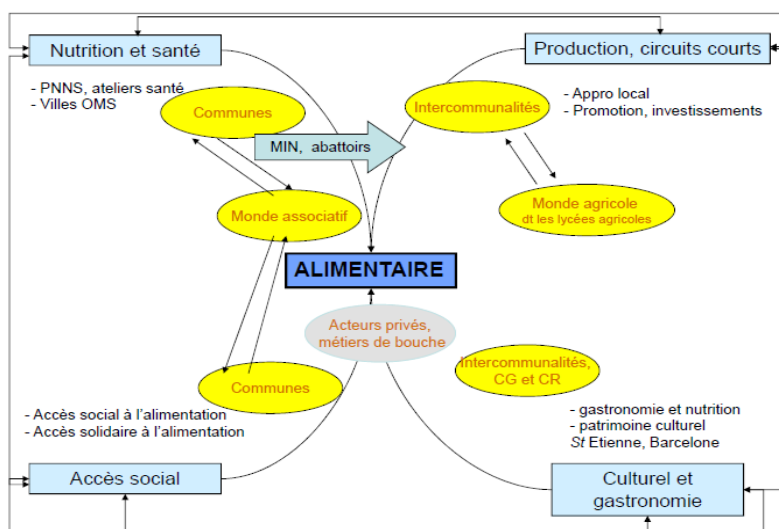 Nutrition et santé
Production, circuits courts
- PNNS, ateliers santé
- Villes OMS
Communes
Intercommunalités
- Appro local
- Promotion, investissements
MIN, abattoirs
Monde associatif
Monde agricole
dt les lycées agricoles
ALIMENTAIRE
Acteurs privés,
métiers de bouche
Intercommunalités,
CG et CR
Communes
- Accès social à l'alimentation
- Accès solidaire à l'alimentation
- gastronomie et nutrition
- patrimoine culturel
St Etienne, Barcelone
Accès social
Culturel et
gastronomie